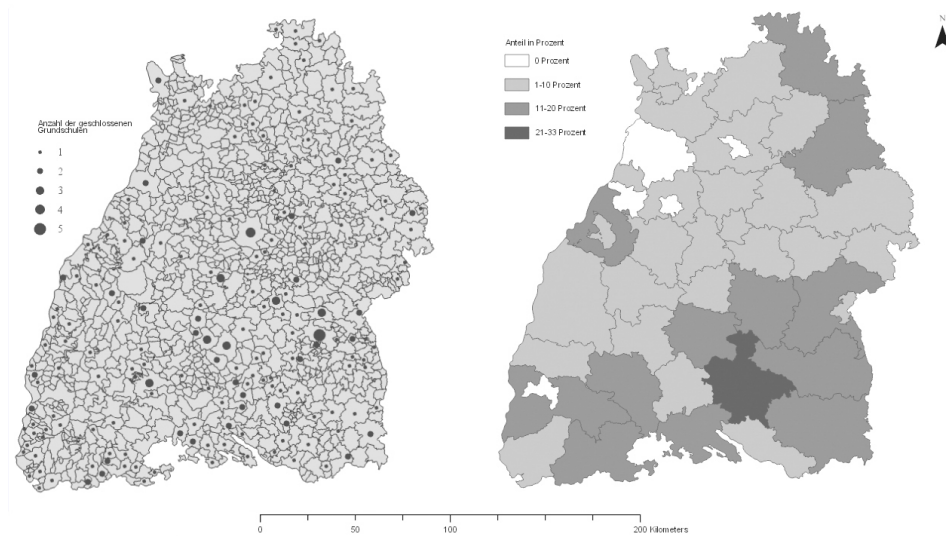 Anzahl der geschlossenen
Grundschulen
1
2
3
4
5
Anteil in Prozent
0 Prozent
1-10 Prozent
11-20 Prozent
21-33 Prozent
N
0 50 100 200 Kilometers